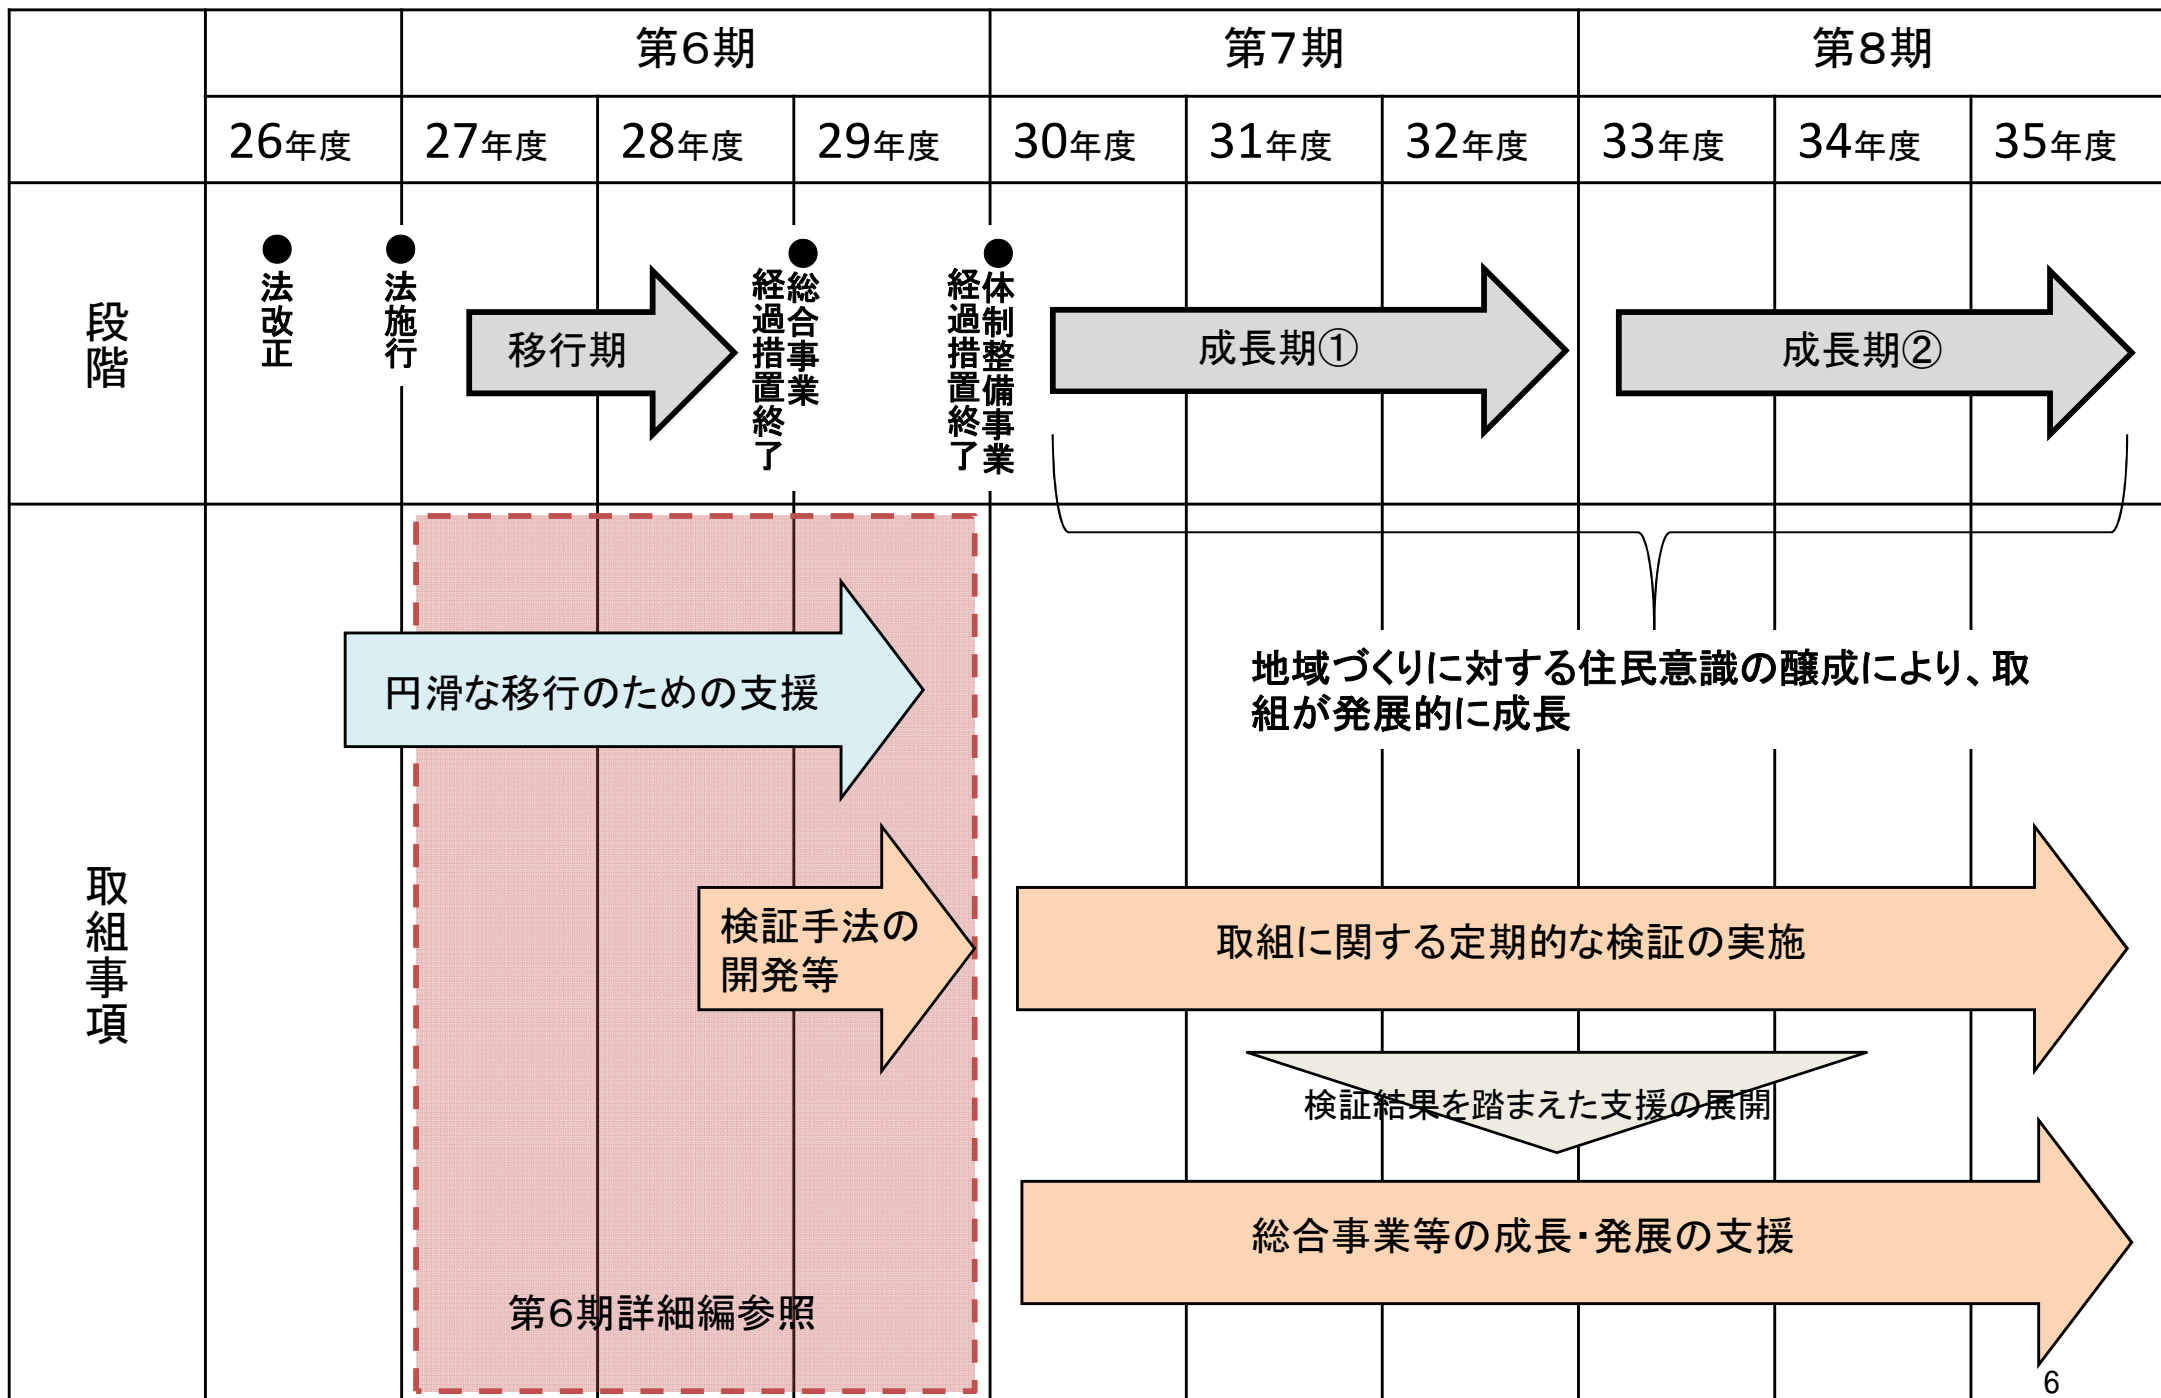 第６期
第７期
第８期
26年度
27年度
28年度
29年度
30年度
31年度
32年度
33年度
34年度
35年度
段階
●法改正
●法施行
移行期
●総合事業
経過措置終了
●体制整備事業
経過措置終了
成長期①
成長期②
取組事項
円滑な移行のための支援
地域づくりに対する住民意識の醸成により、取
組が発展的に成長
検証手法の
開発等
取組に関する定期的な検証の実施
検証結果を踏まえた支援の展開
総合事業等の成長・発展の支援
第６期詳細編参照
6